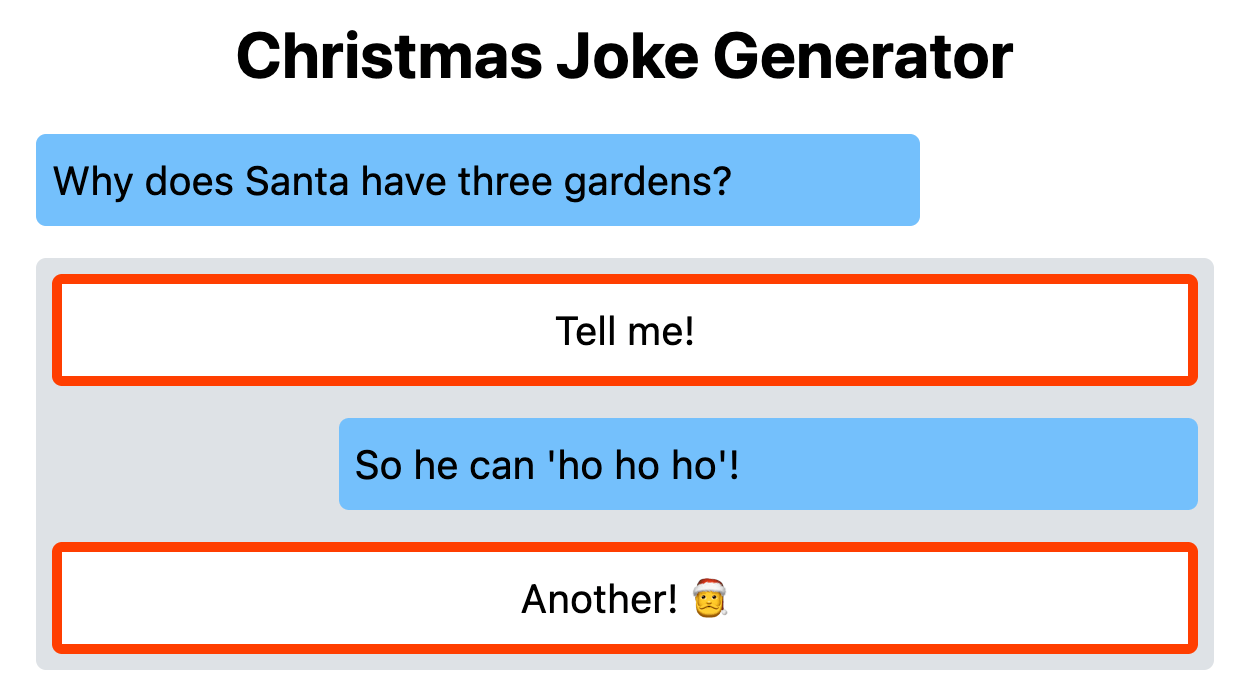 Christmas Joke Generator
Why does Santa have three gardens?
Tell me!
So he can 'ho ho ho'!
Another! 🎅